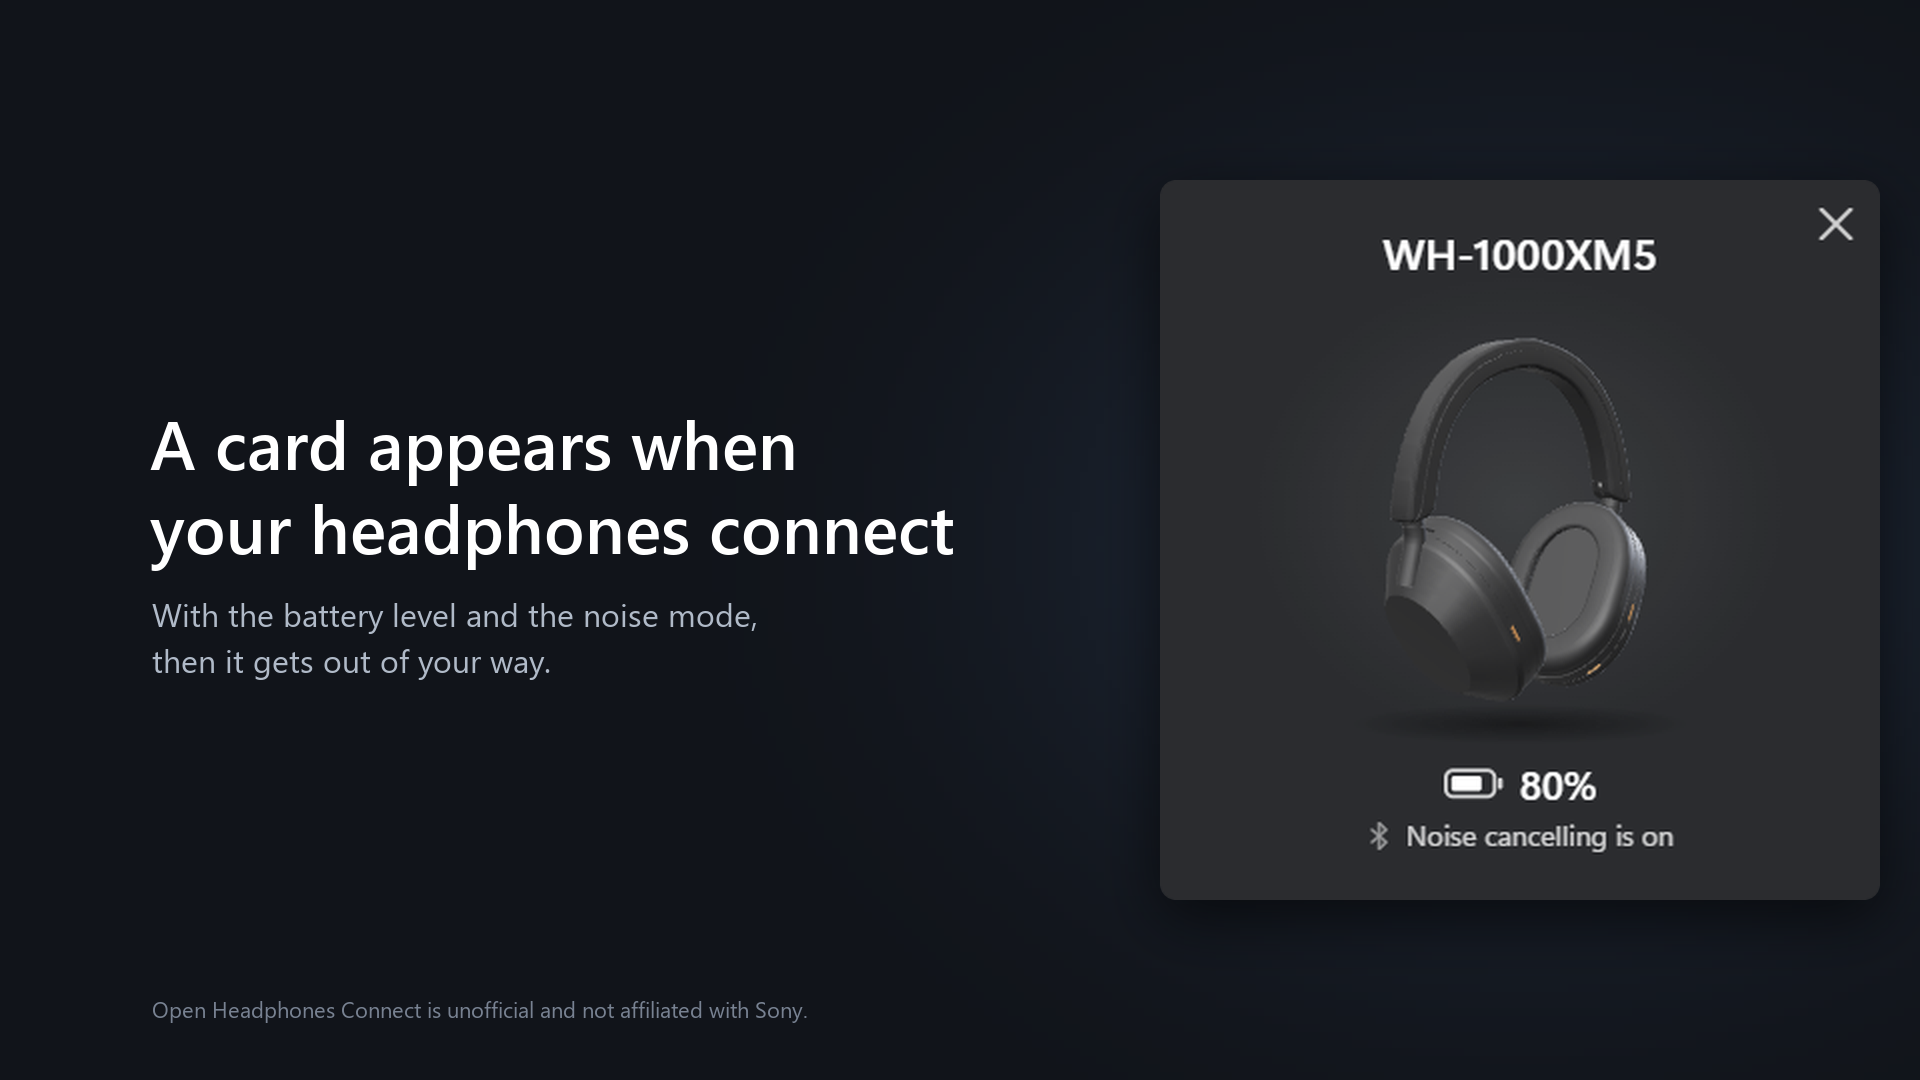 A card appears when
your headphones connect
With the battery level and the noise mode,
then it gets out of your way.
Open Headphones Connect is unofficial and not affiliated with Sony.
WH-1000XM5
80%
Noise cancelling is on